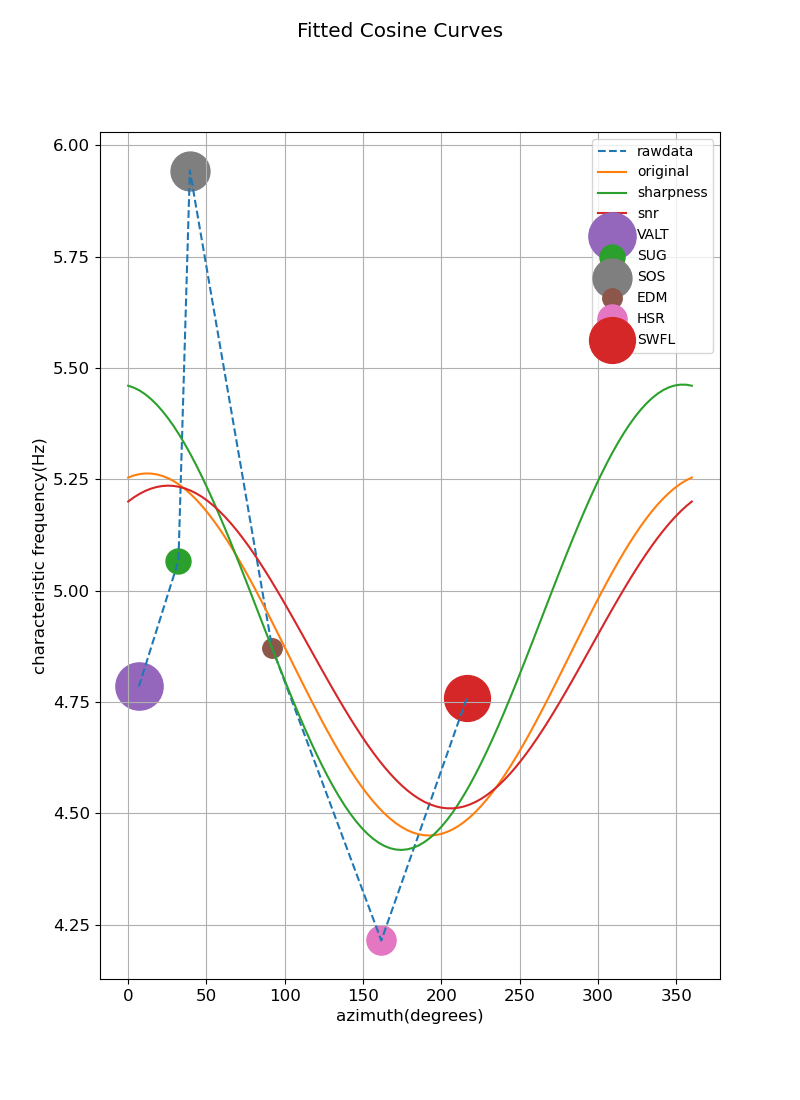 Fitted Cosine Curves
characteristic frequency(Hz)
6.00
5.75
5.50
5.25
5.00
4.75
4.50
4.25
rawdata
original
sharpness
snr
VALT
SUG
SOS
EDM
HSR
SWFL
0 50 100 150 200 250 300 350
azimuth(degrees)